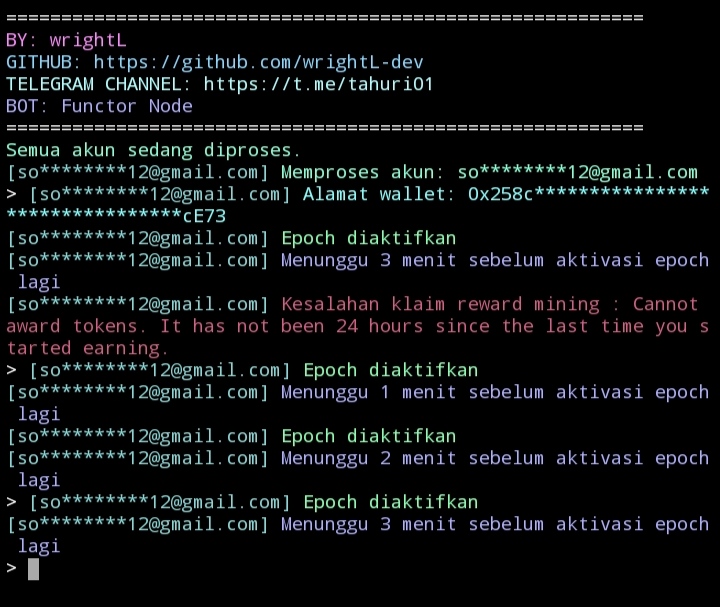 ==========================================================
BY: wrightL
GITHUB: https://github.com/wrightL-dev
TELEGRAM CHANNEL: https://t.me/tahuri01
BOT: Functor Node
==========================================================
Semua akun sedang diproses.
[so********12@gmail.com] Memproses akun: so********12@gmail.com
> [so********12@gmail.com] Alamat wallet: 0x258c****************
****************cE73
[so********12@gmail.com] Epoch diaktifkan
[so********12@gmail.com] Menunggu 3 menit sebelum aktivasi epoch
 lagi
[so********12@gmail.com] Kesalahan klaim reward mining : Cannot
award tokens. It has not been 24 hours since the last time you s
tarted earning.
> [so********12@gmail.com] Epoch diaktifkan
[so********12@gmail.com] Menunggu 1 menit sebelum aktivasi epoch
 lagi
[so********12@gmail.com] Epoch diaktifkan
[so********12@gmail.com] Menunggu 2 menit sebelum aktivasi epoch
 lagi
> [so********12@gmail.com] Epoch diaktifkan
[so********12@gmail.com] Menunggu 3 menit sebelum aktivasi epoch
 lagi
>